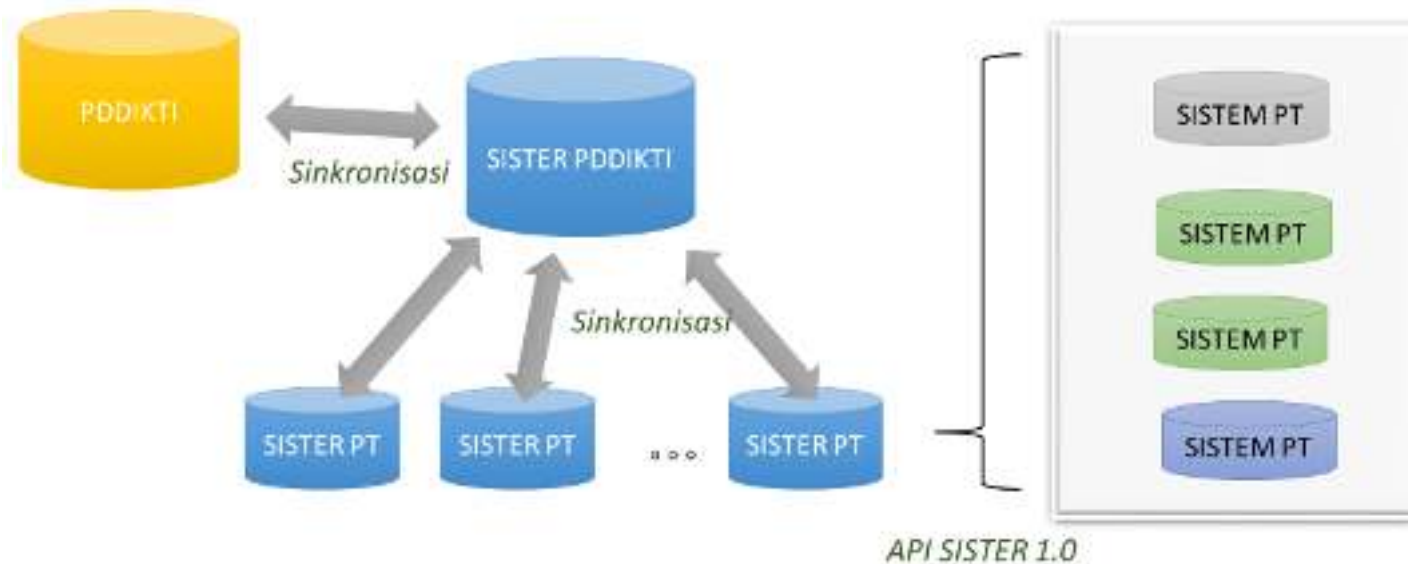 PDDIKTI
Sinkronisasi
SISTER PDDIKTI
Sinkronisasi
SISTER PT
SISTER PT
SISTER PT
SISTEM PT
SISTEM PT
SISTEM PT
SISTEM PT
API SISTER 1.0